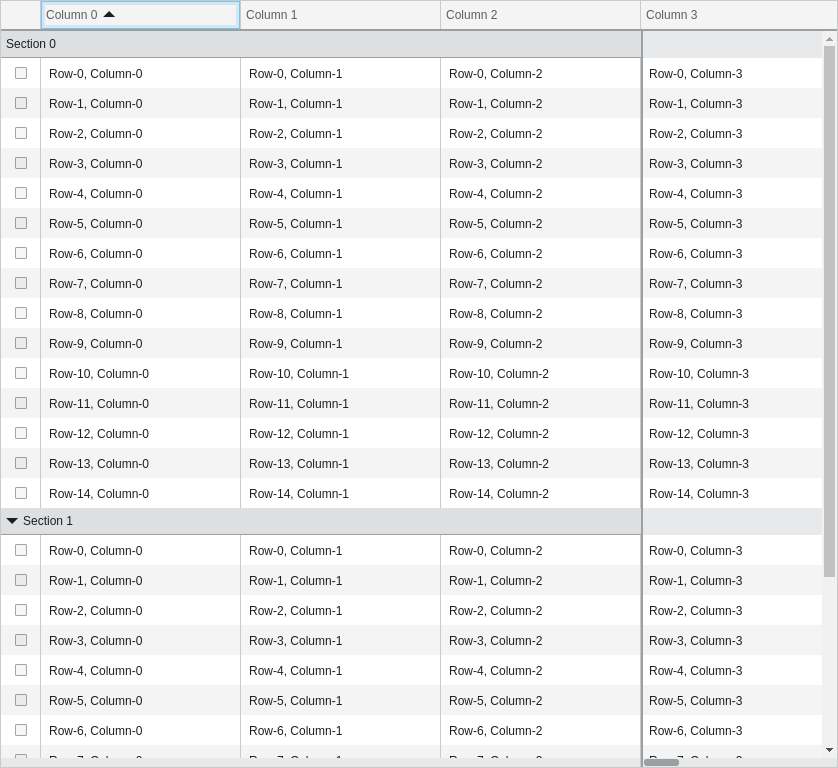 Column 0 Column 1 Column 2 Column 3
Section 0
Row-0, Column-0 Row-0, Column-1 Row-0, Column-2 Row-0, Column-3
Row-1, Column-0 Row-1, Column-1 Row-1, Column-2 Row-1, Column-3
Row-2, Column-0 Row-2, Column-1 Row-2, Column-2 Row-2, Column-3
Row-3, Column-0 Row-3, Column-1 Row-3, Column-2 Row-3, Column-3
Row-4, Column-0 Row-4, Column-1 Row-4, Column-2 Row-4, Column-3
Row-5, Column-0 Row-5, Column-1 Row-5, Column-2 Row-5, Column-3
Row-6, Column-0 Row-6, Column-1 Row-6, Column-2 Row-6, Column-3
Row-7, Column-0 Row-7, Column-1 Row-7, Column-2 Row-7, Column-3
Row-8, Column-0 Row-8, Column-1 Row-8, Column-2 Row-8, Column-3
Row-9, Column-0 Row-9, Column-1 Row-9, Column-2 Row-9, Column-3
Row-10, Column-0 Row-10, Column-1 Row-10, Column-2 Row-10, Column-3
Row-11, Column-0 Row-11, Column-1 Row-11, Column-2 Row-11, Column-3
Row-12, Column-0 Row-12, Column-1 Row-12, Column-2 Row-12, Column-3
Row-13, Column-0 Row-13, Column-1 Row-13, Column-2 Row-13, Column-3
Row-14, Column-0 Row-14, Column-1 Row-14, Column-2 Row-14, Column-3
Section 1
Row-0, Column-0 Row-0, Column-1 Row-0, Column-2 Row-0, Column-3
Row-1, Column-0 Row-1, Column-1 Row-1, Column-2 Row-1, Column-3
Row-2, Column-0 Row-2, Column-1 Row-2, Column-2 Row-2, Column-3
Row-3, Column-0 Row-3, Column-1 Row-3, Column-2 Row-3, Column-3
Row-4, Column-0 Row-4, Column-1 Row-4, Column-2 Row-4, Column-3
Row-5, Column-0 Row-5, Column-1 Row-5, Column-2 Row-5, Column-3
Row-6, Column-0 Row-6, Column-1 Row-6, Column-2 Row-6, Column-3